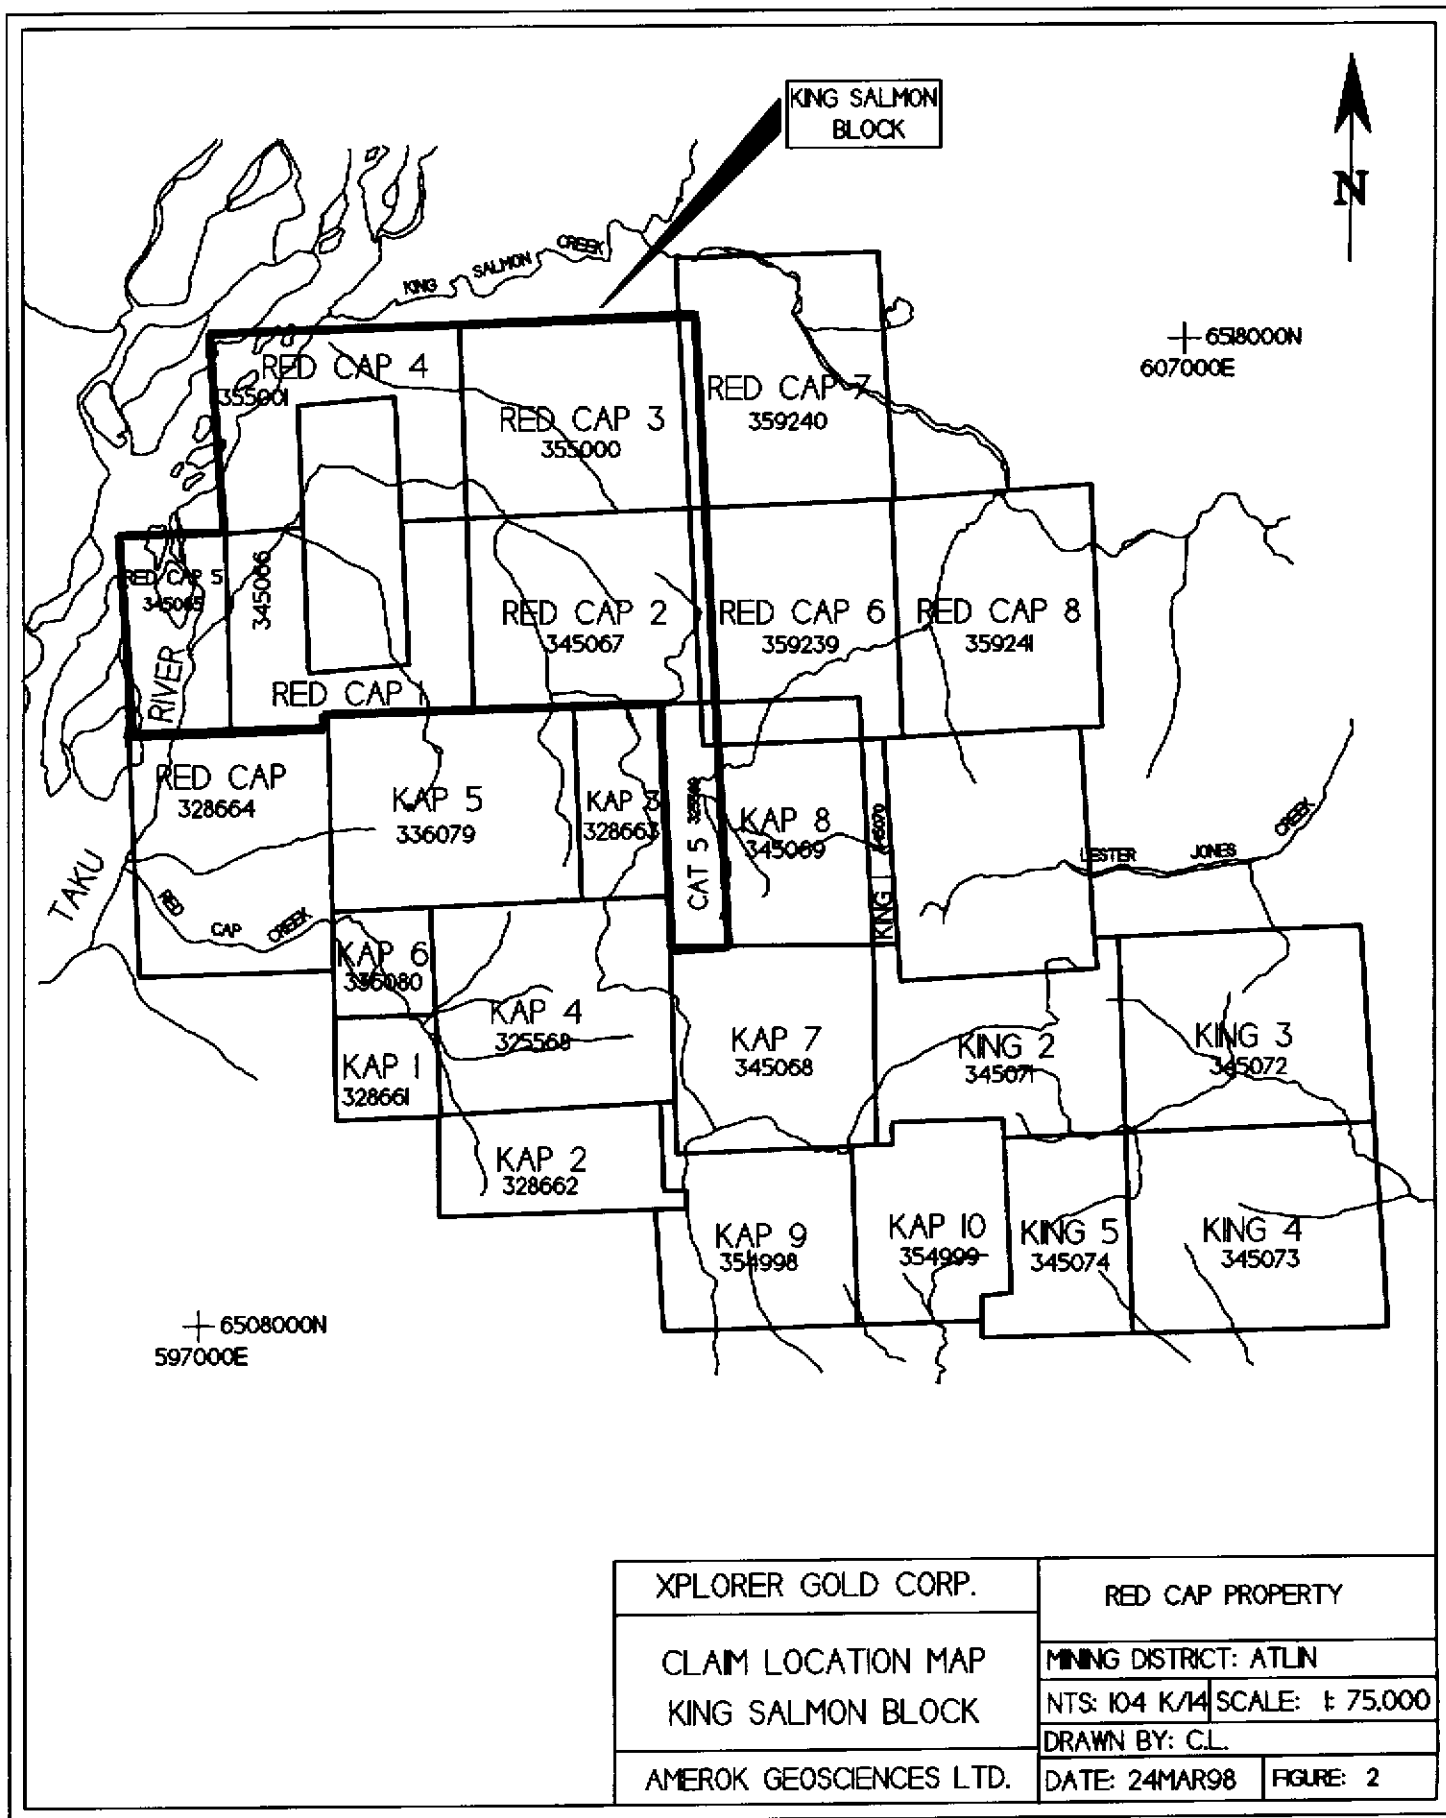 KING SALMON
BLOCK
N
KING SALMON CREEK
6518000N
607000E
RED CAP 4
355001
RED CAP 3
355000
RED CAP 7
359240
RED CAP 5
345065
345066
RED CAP 1
RED CAP 2
345067
RED CAP 6
359239
RED CAP 8
359241
TAKU RIVER
RED CAP
328664
KAP 5
336079
KAP 3
328663
CAT 5
KAP 8
345069
KING 1
345070
LESTER JONES CREEK
RED CAP CREEK
KAP 6
336080
KAP 4
325568
KAP 7
345068
KING 2
345071
KING 3
345072
KAP 1
328661
KAP 2
328662
KAP 9
354998
KAP 10
354999
KING 5
345074
KING 4
345073
6508000N
597000E
XPLORER GOLD CORP.
CLAIM LOCATION MAP
KING SALMON BLOCK
AMEROK GEOSCIENCES LTD.
RED CAP PROPERTY
MINING DISTRICT: ATLIN
NTS: 104 K/14 SCALE: 1: 75.000
DRAWN BY: C.L.
DATE: 24MAR98 FIGURE: 2